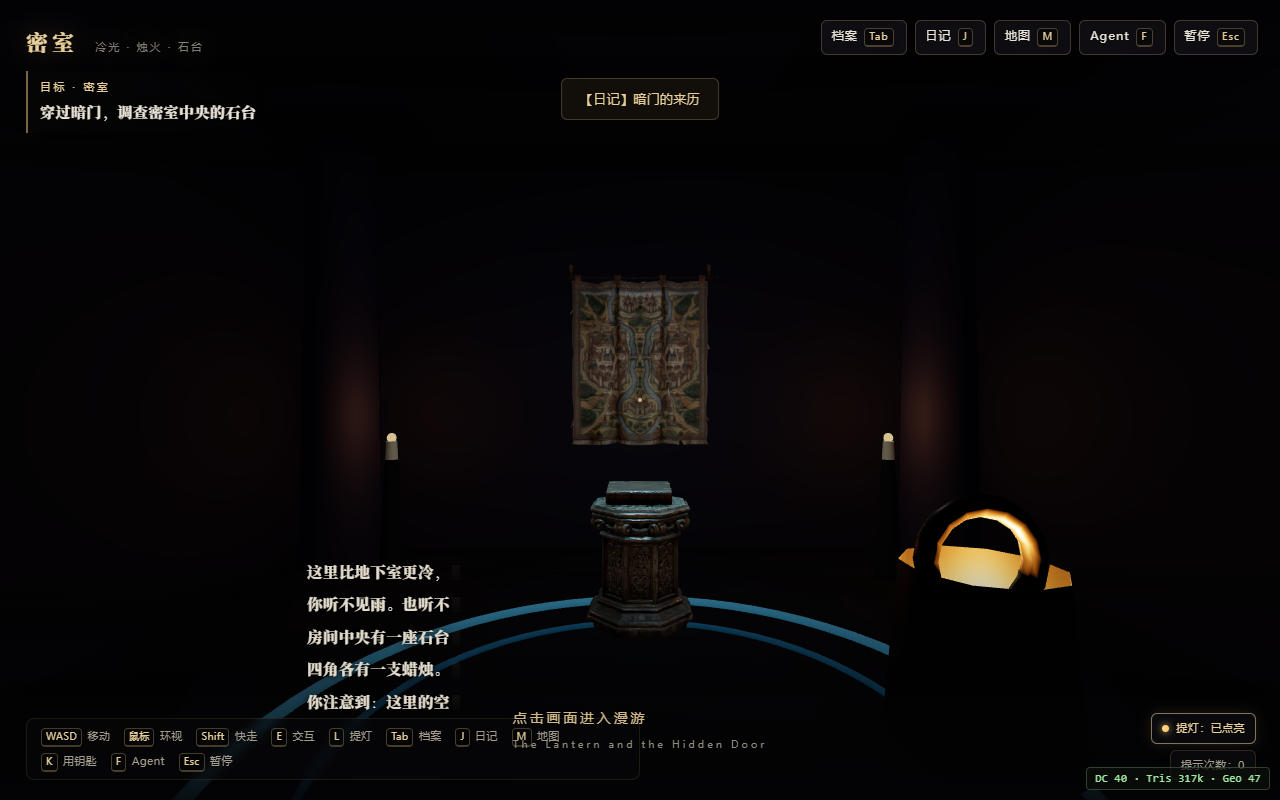 密室 冷光 · 烛火 · 石台
档案 Tab 日记 J 地图 M Agent F 暂停 Esc
目标 · 密室
穿过暗门，调查密室中央的石台
【日记】暗门的来历
这里比地下室更冷，
你听不见雨。也听不
房间中央有一座石台
四角各有一支蜡烛。
你注意到：这里的空
点击画面进入漫游
The Lantern and the Hidden Door
WASD 移动 鼠标 环视 Shift 快走 E 交互 L 提灯 Tab 档案 J 日记 M 地图
K 用钥匙 F Agent Esc 暂停
提灯：已点亮
提示次数：0
DC 40 · Tris 317k · Geo 47